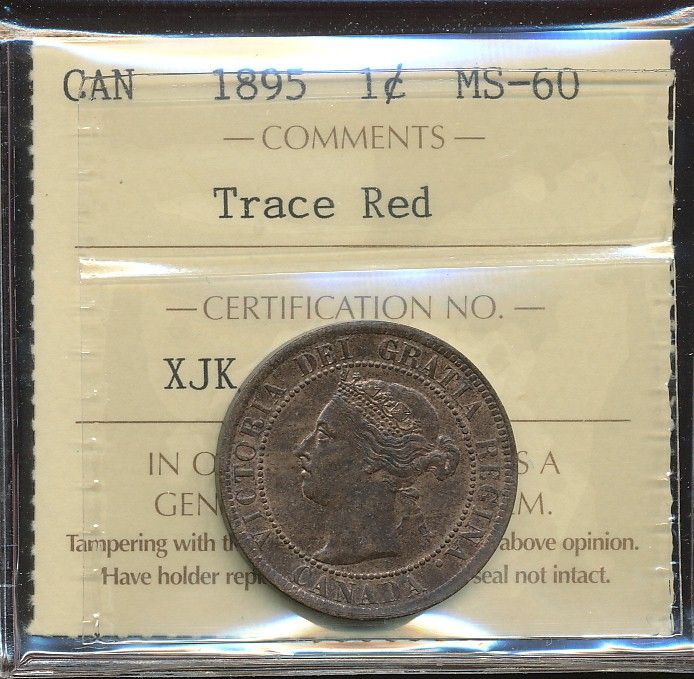 CAN 1895 1¢ MS-60
— COMMENTS —
Trace Red
— CERTIFICATION NO. —
XJK
VICTORIA DEI GRATIA REGINA.
CANADA
IN O S A
GEN M.
Tampering with th above opinion.
Have holder repl seal not intact.